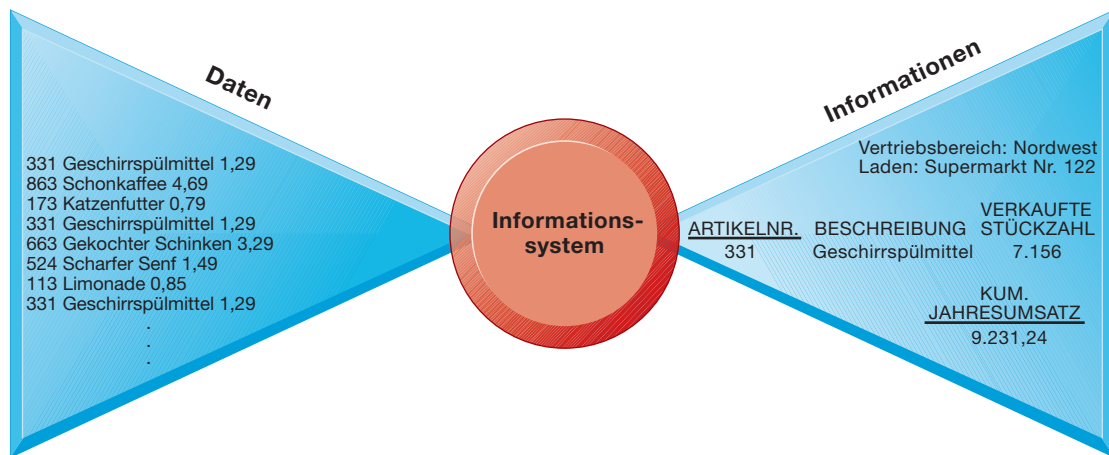 Daten
331 Geschirrspülmittel 1,29
863 Schonkaffee 4,69
173 Katzenfutter 0,79
331 Geschirrspülmittel 1,29
663 Gekochter Schinken 3,29
524 Scharfer Senf 1,49
113 Limonade 0,85
331 Geschirrspülmittel 1,29
.
.
.
Informations-
system
Informationen
Vertriebsbereich: Nordwest
Laden: Supermarkt Nr. 122
VERKAUFTE
ARTIKELNR. BESCHREIBUNG STÜCKZAHL
331 Geschirrspülmittel 7.156
KUM.
JAHRESUMSATZ
9.231,24